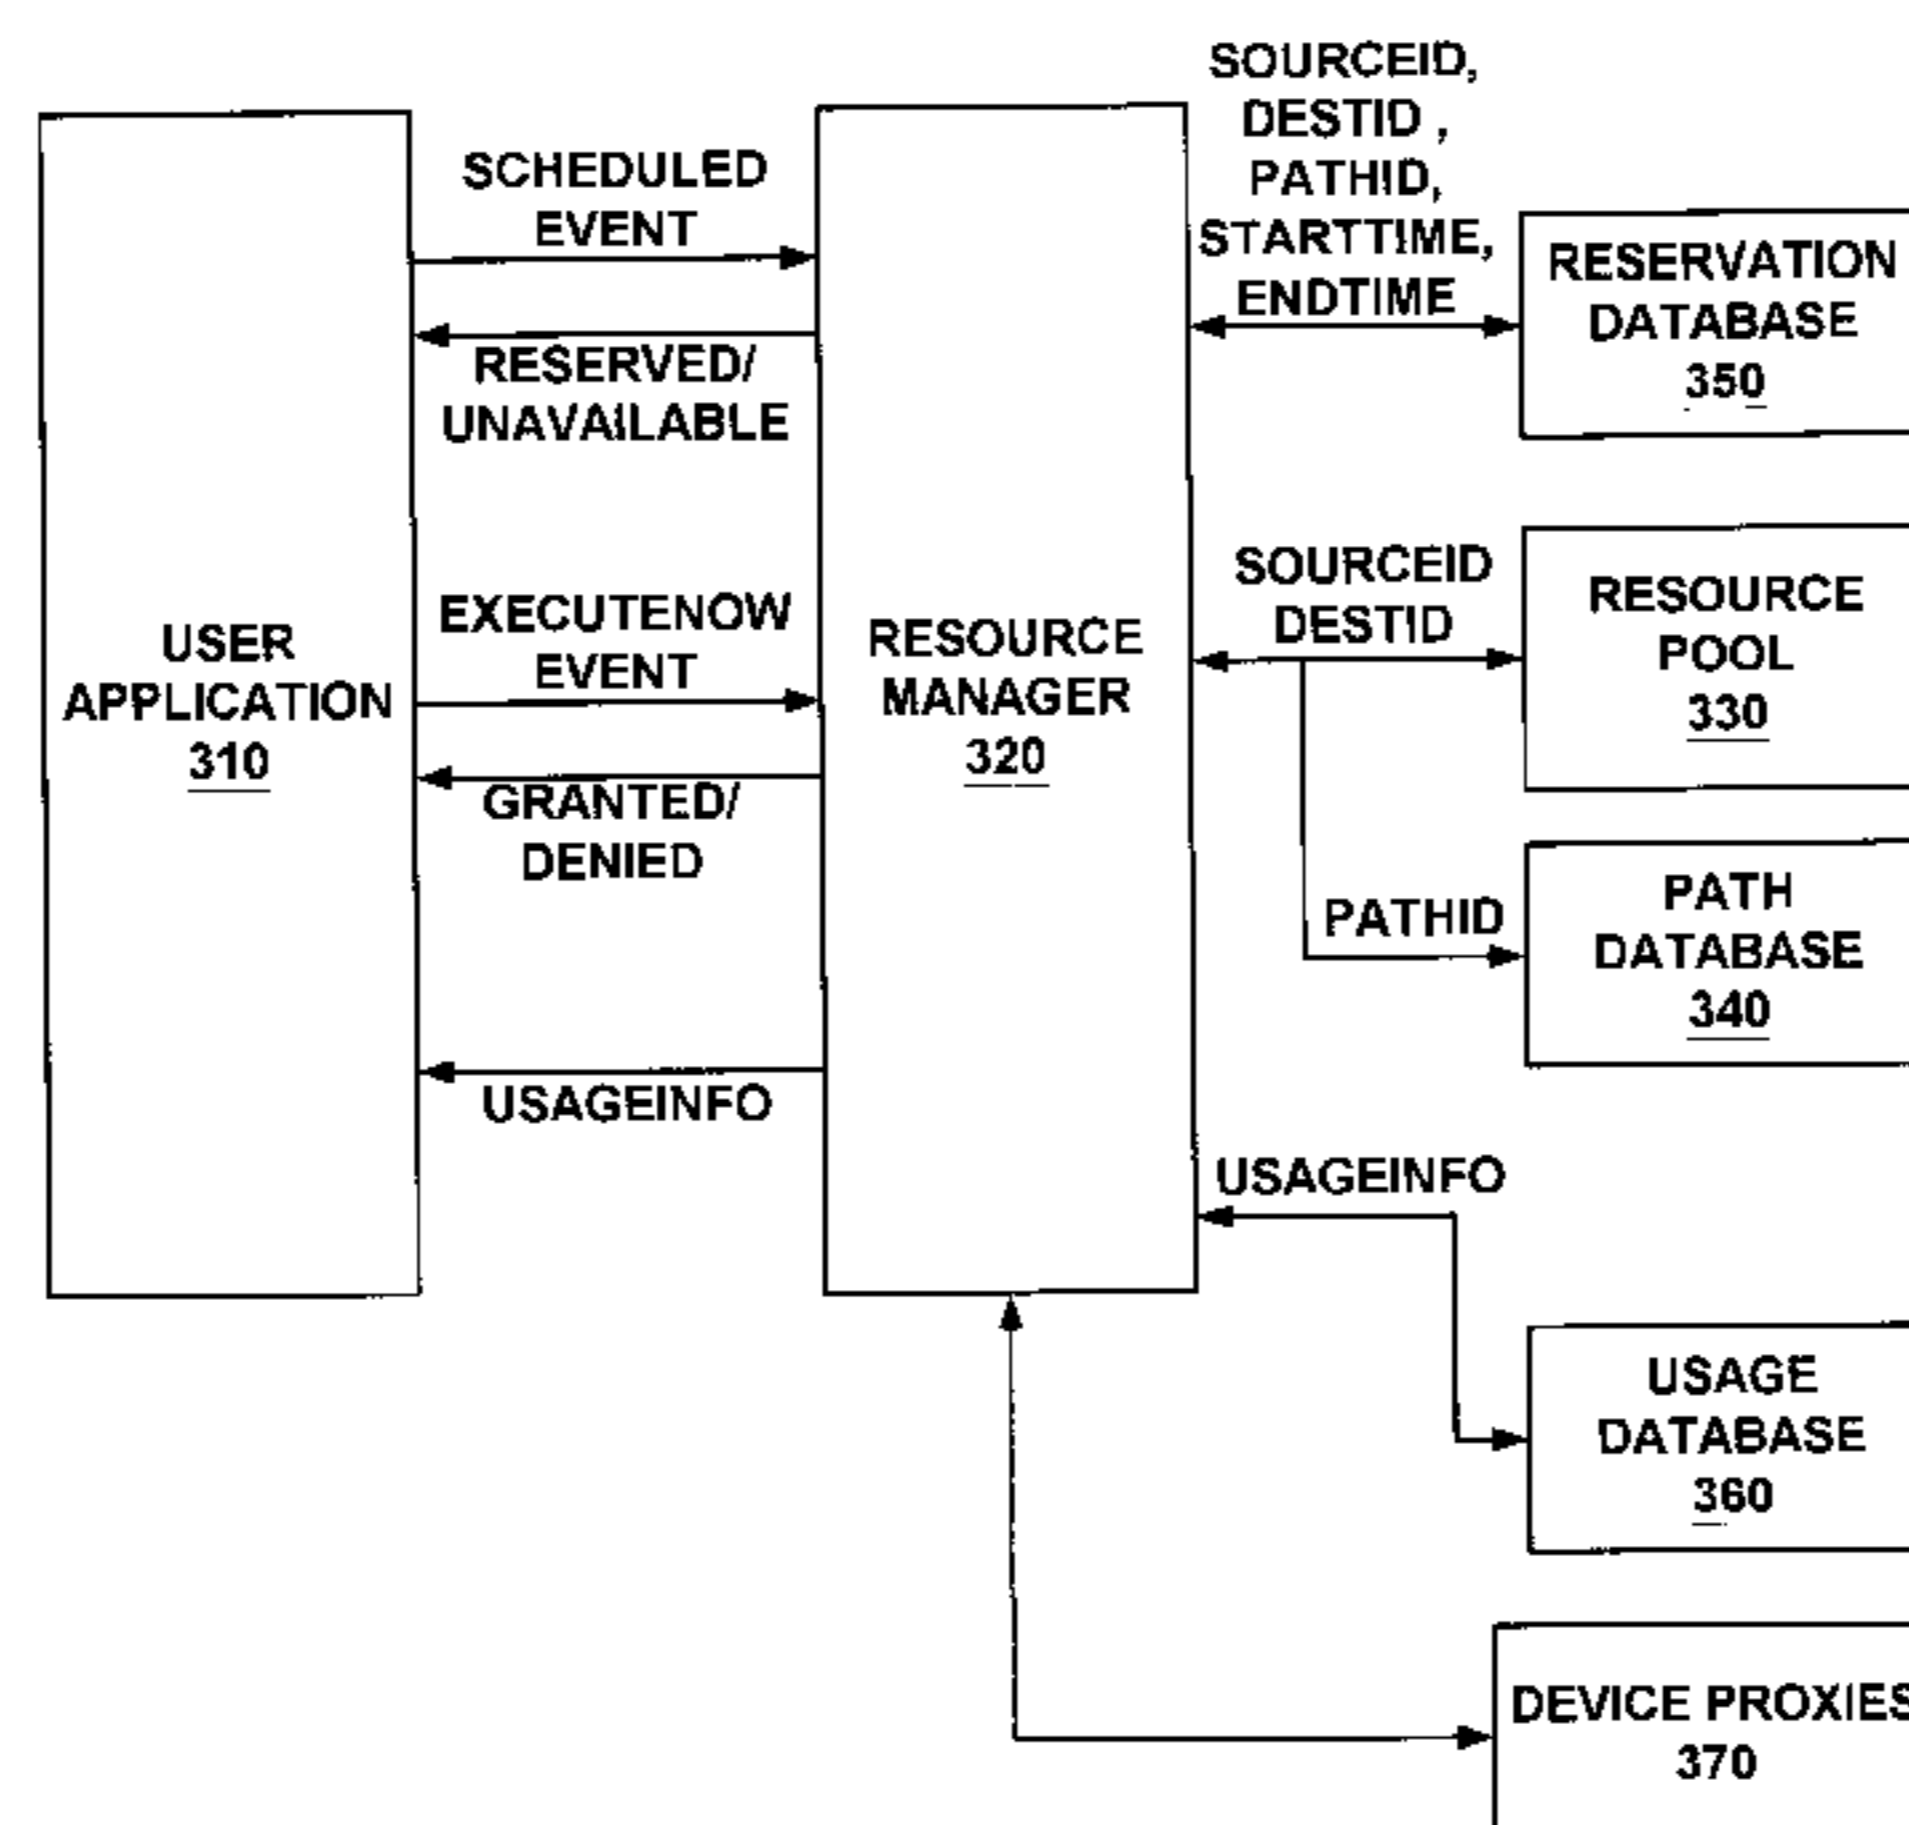 SCHEDULED
EVENT
RESERVED/
UNAVAILABLE
USER
APPLICATION
310
EXECUTENOW
EVENT
GRANTED/
DENIED
USAGEINFO
RESOURCE
MANAGER
320
SOURCEID,
DESTID ,
PATHID,
STARTTIME,
ENDTIME
RESERVATION
DATABASE
350
SOURCEID
DESTID
RESOURCE
POOL
330
PATHID
PATH
DATABASE
340
USAGEINFO
USAGE
DATABASE
360
DEVICE PROXIES
370